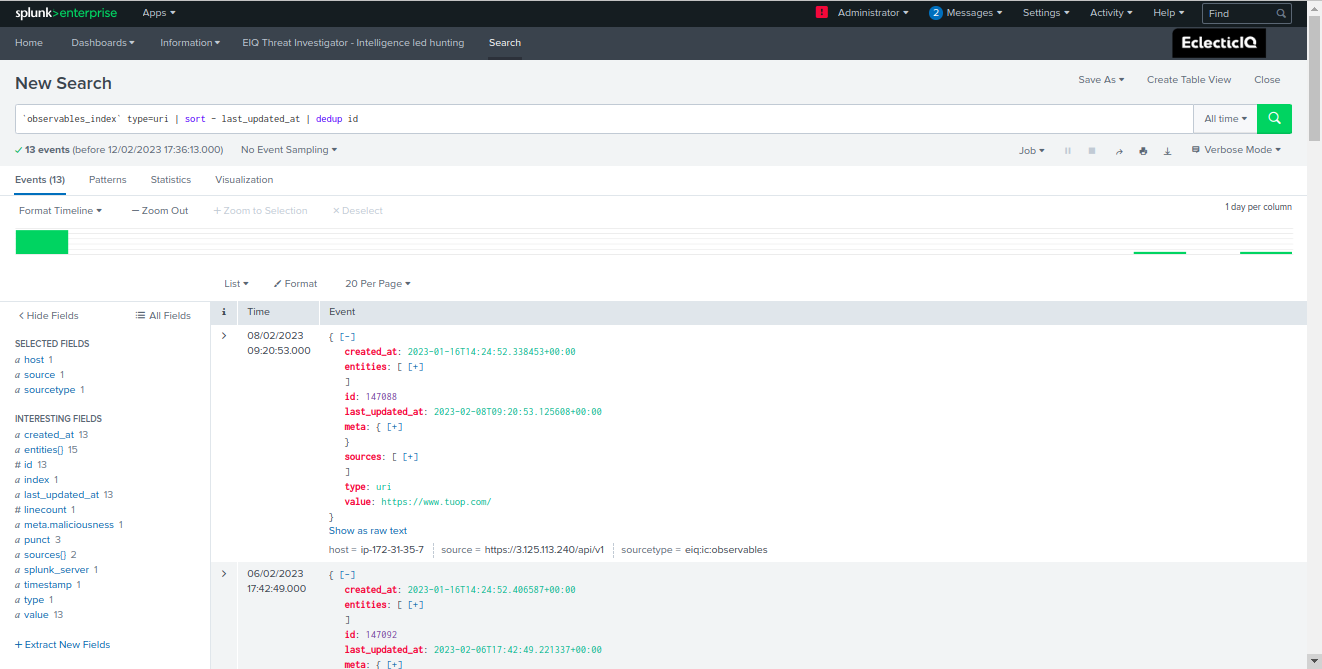 splunk>enterprise Apps ! Administrator 2 Messages Settings Activity Help Find
Home Dashboards Information EIQ Threat Investigator - Intelligence led hunting Search EclecticIQ
New Search Save As Create Table View Close
`observables_index` type=uri | sort - last_updated_at | dedup id All time
✓ 13 events (before 12/02/2023 17:36:13.000) No Event Sampling Job Verbose Mode
Events (13) Patterns Statistics Visualization
Format Timeline — Zoom Out + Zoom to Selection × Deselect 1 day per column
List Format 20 Per Page
< Hide Fields All Fields
i Time Event
SELECTED FIELDS
a host 1
a source 1
a sourcetype 1
INTERESTING FIELDS
a created_at 13
a entities{} 15
# id 13
a index 1
a last_updated_at 13
# linecount 1
a meta.maliciousness 1
a punct 3
a sources{} 2
a splunk_server 1
a timestamp 1
a type 1
a value 13
+ Extract New Fields
> 08/02/2023
09:20:53.000
{ [-]
created_at: 2023-01-16T14:24:52.338453+00:00
entities: [ [+]
]
id: 147088
last_updated_at: 2023-02-08T09:20:53.125608+00:00
meta: { [+]
}
sources: [ [+]
]
type: uri
value: https://www.tuop.com/
}
Show as raw text
host = ip-172-31-35-7 source = https://3.125.113.240/api/v1 sourcetype = eiq:ic:observables
> 06/02/2023
17:42:49.000
{ [-]
created_at: 2023-01-16T14:24:52.406587+00:00
entities: [ [+]
]
id: 147092
last_updated_at: 2023-02-06T17:42:49.221337+00:00
meta: { [+]